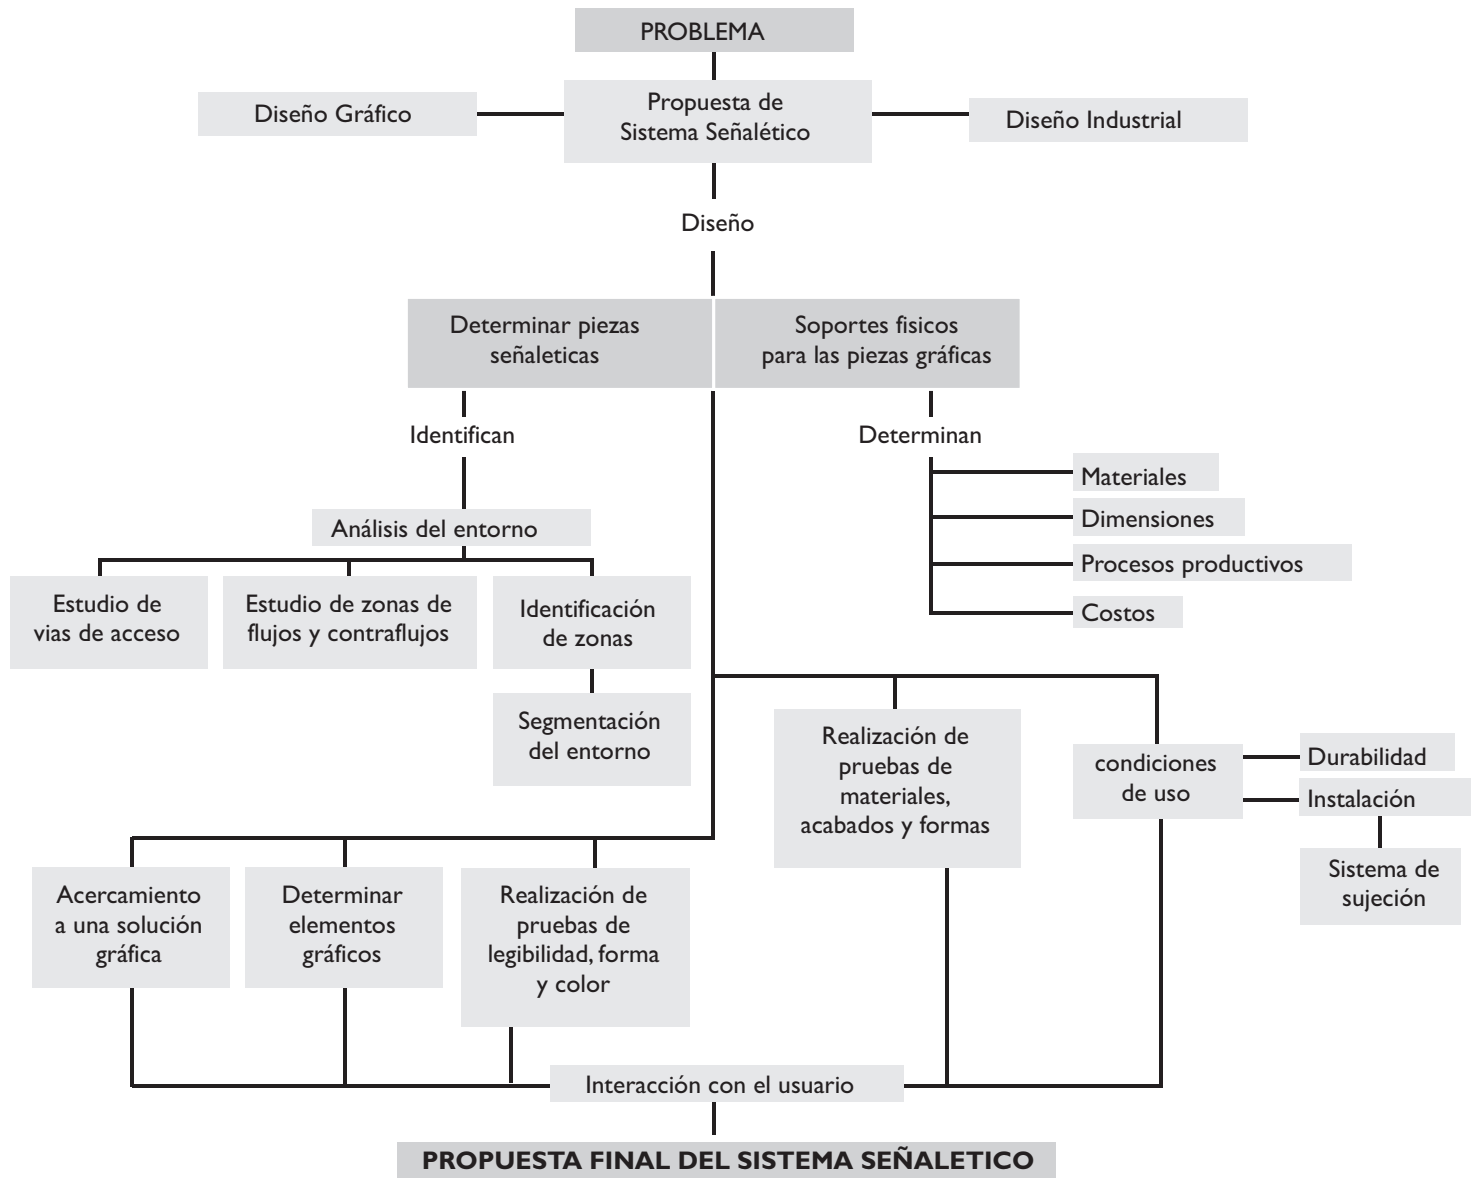 PROBLEMA
Diseño Gráfico
Propuesta de
Sistema Señalético
Diseño Industrial
Diseño
Determinar piezas
señaleticas
Soportes fisicos
para las piezas gráficas
Identifican
Determinan
Materiales
Dimensiones
Procesos productivos
Costos
Análisis del entorno
Estudio de
vias de acceso
Estudio de zonas de
flujos y contraflujos
Identificación
de zonas
Segmentación
del entorno
Realización de
pruebas de
materiales,
acabados y formas
condiciones
de uso
Durabilidad
Instalación
Sistema de
sujeción
Acercamiento
a una solución
gráfica
Determinar
elementos
gráficos
Realización de
pruebas de
legibilidad, forma
y color
Interacción con el usuario
PROPUESTA FINAL DEL SISTEMA SEÑALETICO